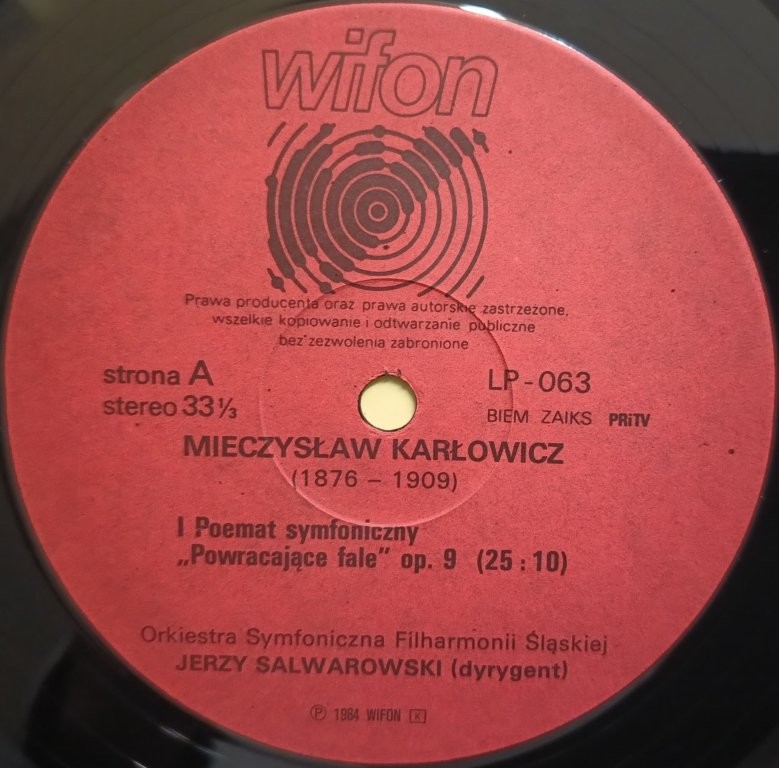 wifon
Prawa producenta oraz prawa autorskie zastrzeżone,
wszelkie kopiowanie i odtwarzanie publiczne
bez zezwolenia zabronione
strona A
stereo 33 ⅓
LP-063
BIEM ZAIKS PRiTV
MIECZYSŁAW KARŁOWICZ
(1876 – 1909)
I Poemat symfoniczny
„Powracające fale” op. 9 (25 : 10)
Orkiestra Symfoniczna Filharmonii Śląskiej
JERZY SALWAROWSKI (dyrygent)
Ⓟ 1984 WIFON K